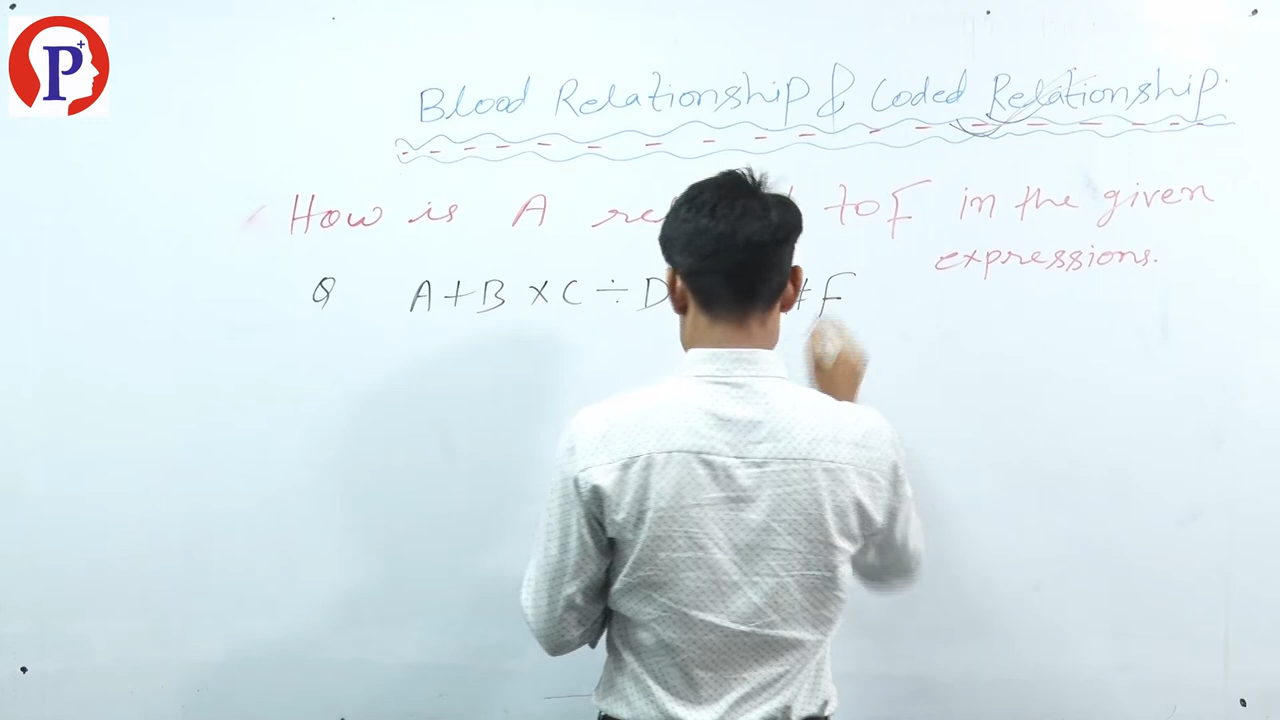 P+
Blood Relationship & Coded Relationship.
How is A to F in the given
expressions.
Q A + B × C ÷ D # F